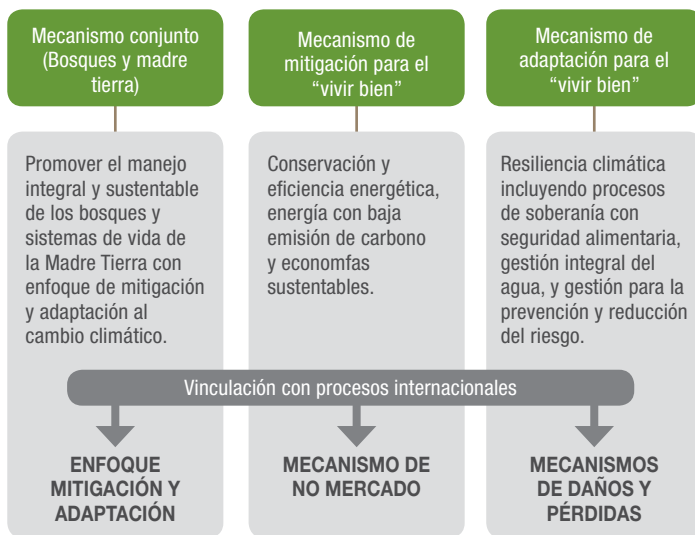 Mecanismo conjunto
(Bosques y madre
tierra)
Mecanismo de
mitigación para el
“vivir bien”
Mecanismo de
adaptación para el
“vivir bien”
Promover el manejo
integral y sustentable
de los bosques y
sistemas de vida de
la Madre Tierra con
enfoque de mitigación
y adaptación al
cambio climático.
Conservación y
eficiencia energética,
energía con baja
emisión de carbono
y economfas
sustentables.
Resiliencia climática
incluyendo procesos
de soberanía con
seguridad alimentaria,
gestión integral del
agua, y gestión para la
prevención y reducción
del riesgo.
Vinculación con procesos internacionales
ENFOQUE
MITIGACIÓN Y
ADAPTACIÓN
MECANISMO DE
NO MERCADO
MECANISMOS
DE DAÑOS Y
PÉRDIDAS